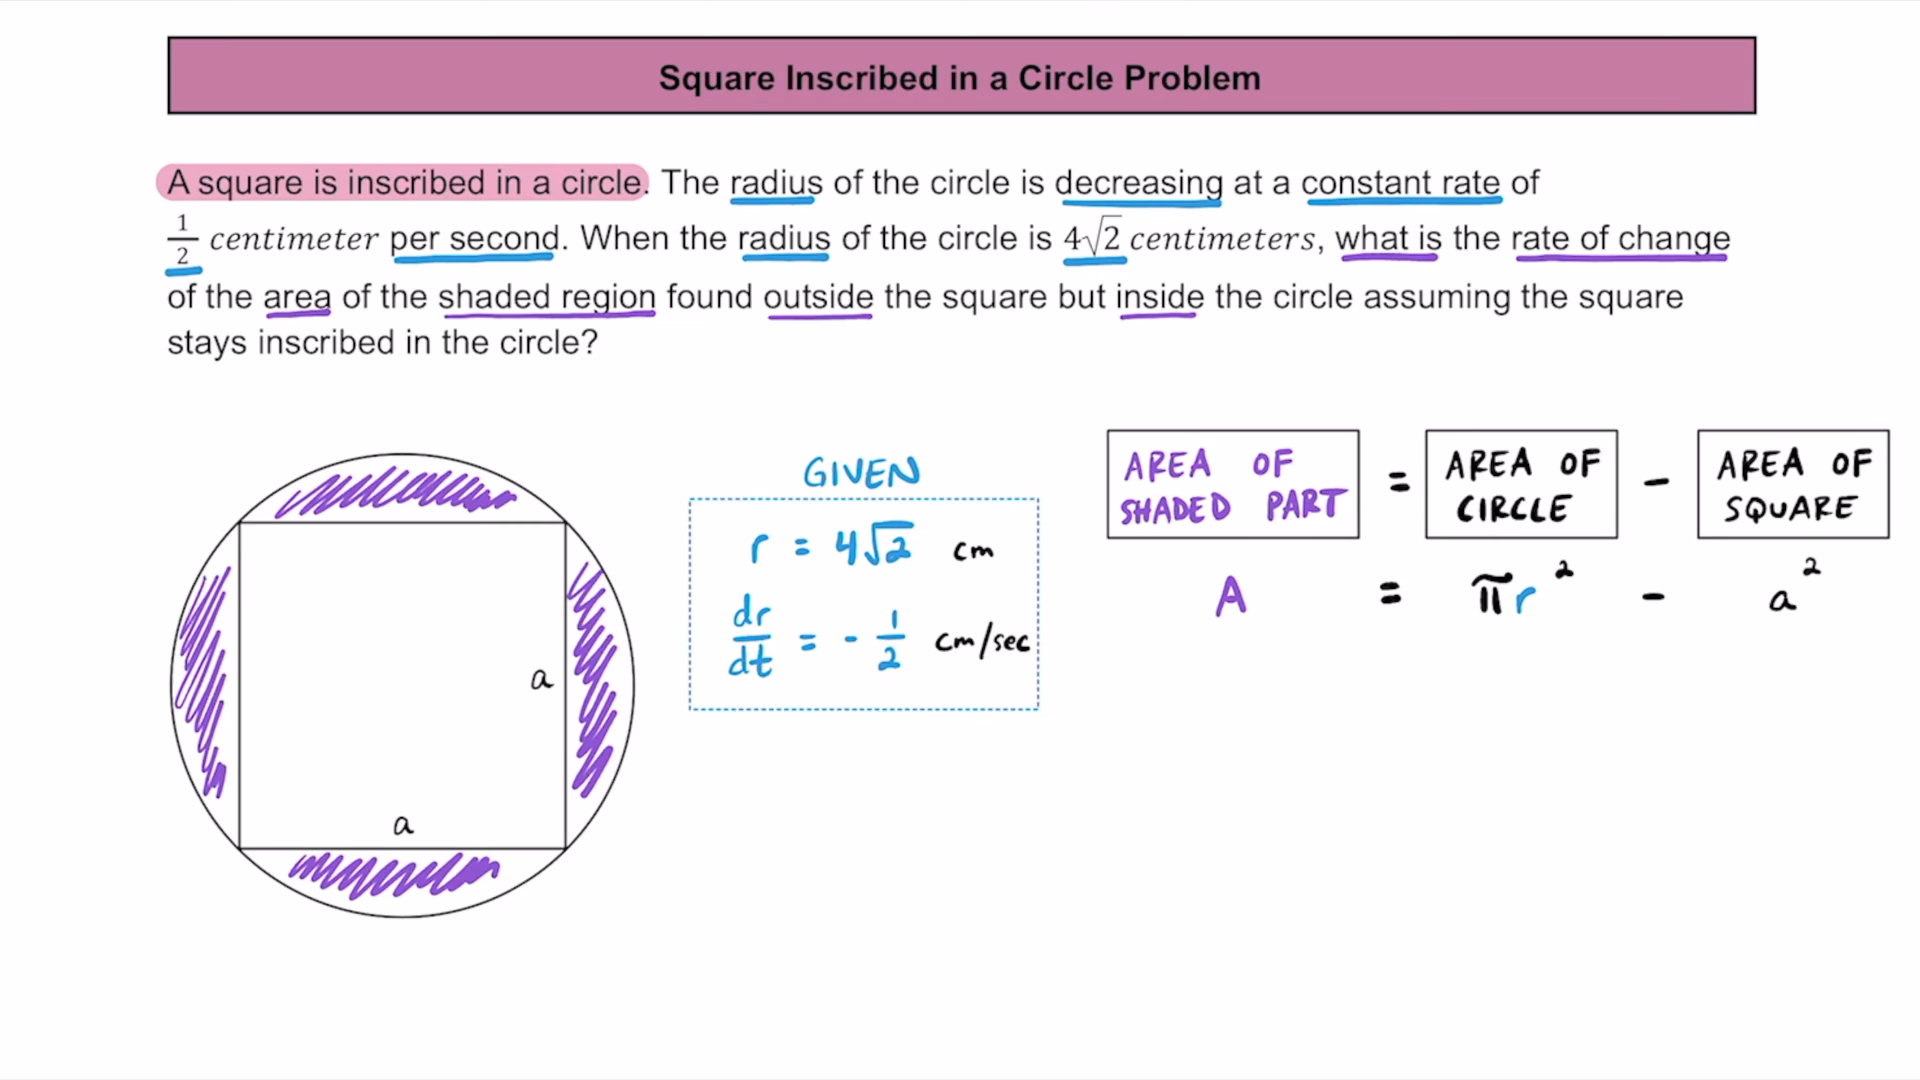 Square Inscribed in a Circle Problem
A square is inscribed in a circle. The radius of the circle is decreasing at a constant rate of
1/2 centimeter per second. When the radius of the circle is 4√2 centimeters, what is the rate of change
of the area of the shaded region found outside the square but inside the circle assuming the square
stays inscribed in the circle?
GIVEN
r = 4√2 cm
dr/dt = - 1/2 cm/sec
AREA OF SHADED PART = AREA OF CIRCLE - AREA OF SQUARE
A = πr² - a²
a
a